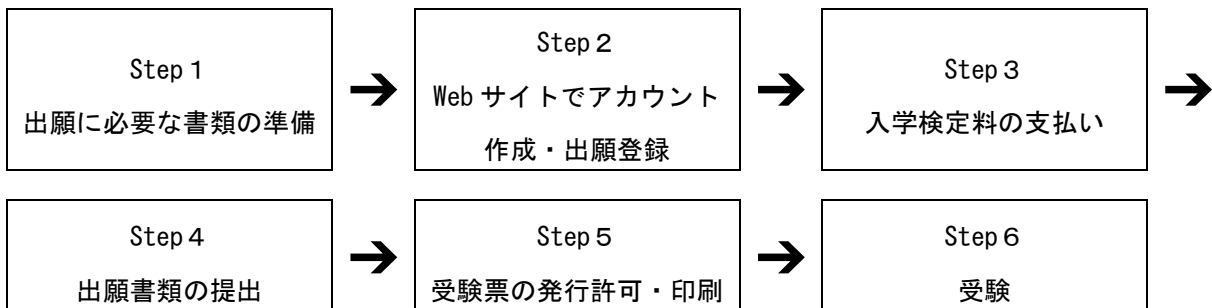 Step１
出願に必要な書類の準備
➔
Step２
Web サイトでアカウント
作成・出願登録
➔
Step３
入学検定料の支払い
➔
Step４
出願書類の提出
➔
Step５
受験票の発行許可・印刷
➔
Step６
受験